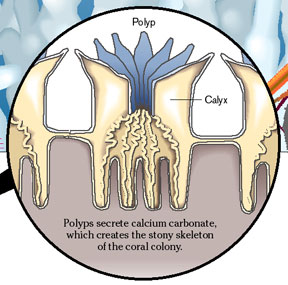 Polyp
Calyx
Polyps secrete calcium carbonate,
which creates the stony skeleton
of the coral colony.